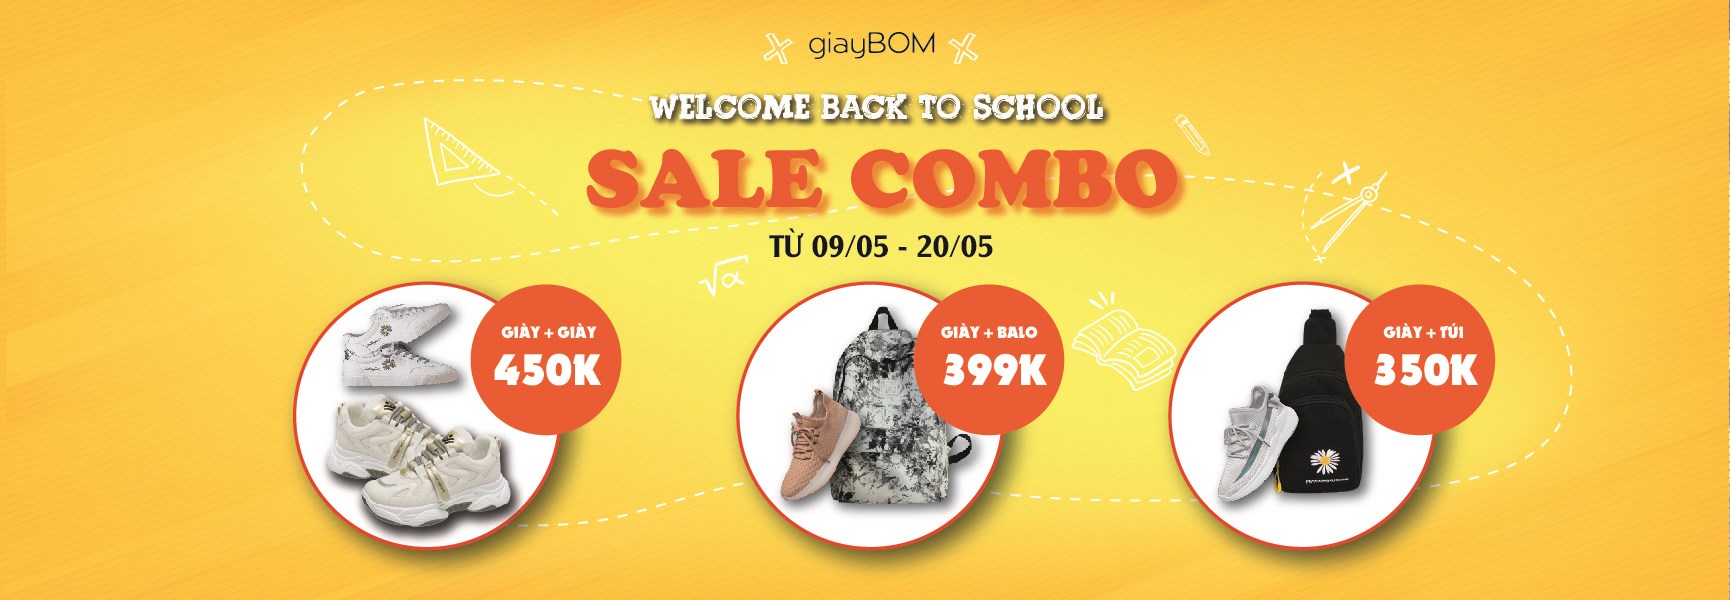 giayBOM
WELCOME BACK TO SCHOOL
SALE COMBO
TỪ 09/05 - 20/05
√α
GIÀY + GIÀY
450K
GIÀY + BALO
399K
GIÀY + TÚI
350K